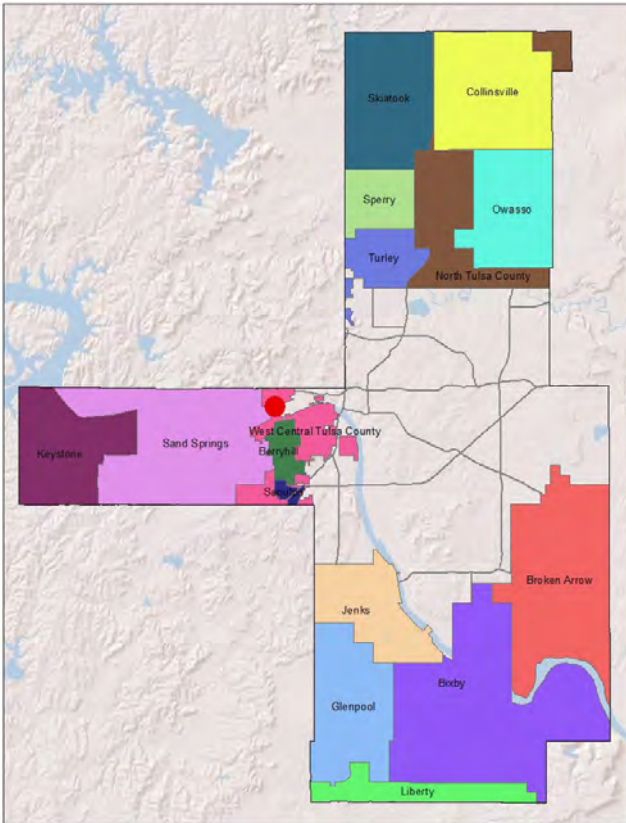 Skiatook
Collinsville
Sperry
Owasso
Turley
North Tulsa County
West Central Tulsa County
Keystone
Sand Springs
Berryhill
Sapulpa
Broken Arrow
Jenks
Bixby
Glenpool
Liberty